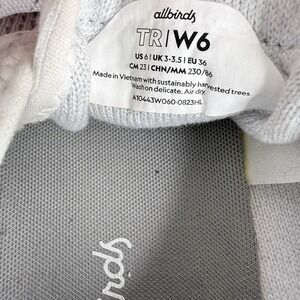 allbirds
TR/W6
US 6 | UK 3-3.5 | EU 36
CM 23 | CHN/MM 230/86
Made in Vietnam with sustainably harvested trees.
Wash on delicate. Air dry.
A10443W060-0823HL
irds